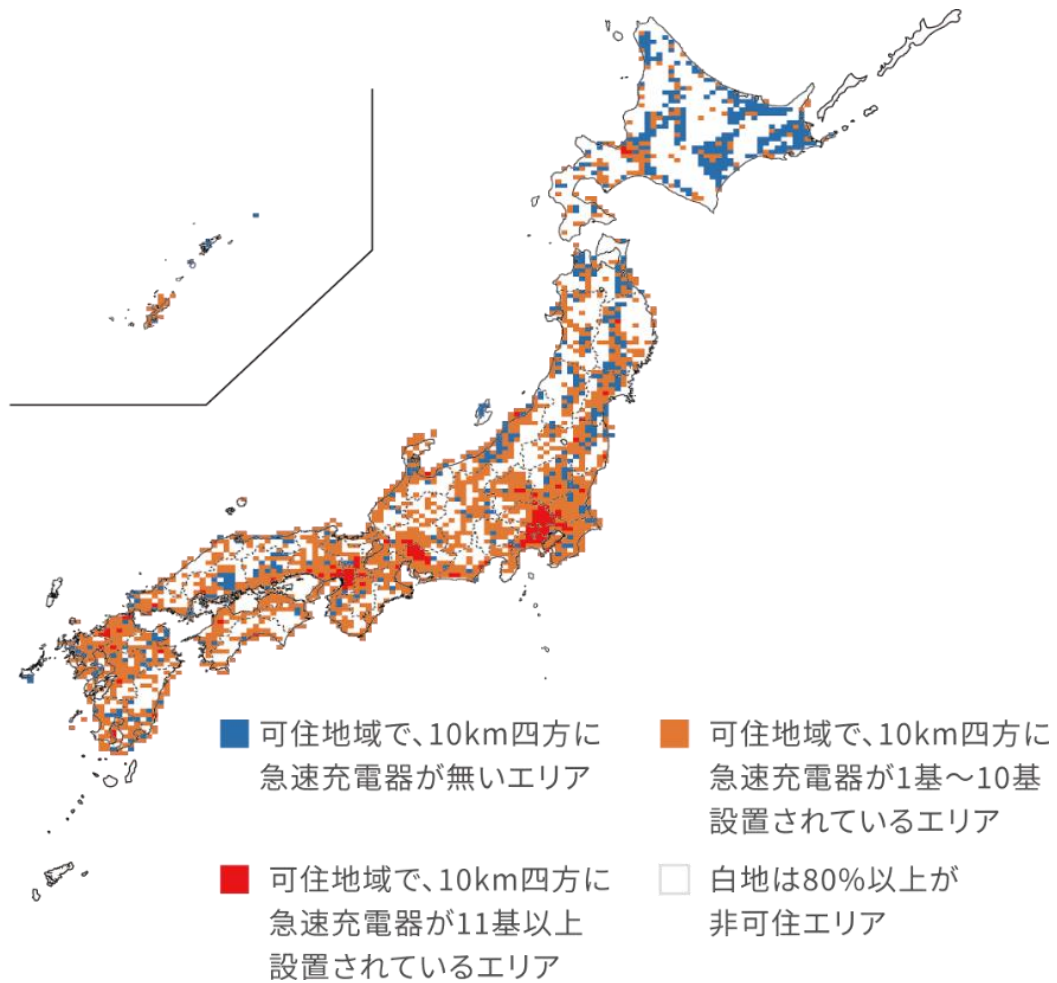 可住地域で、10km四方に
急速充電器が無いエリア
可住地域で、10km四方に
急速充電器が1基～10基
設置されているエリア
可住地域で、10km四方に
急速充電器が11基以上
設置されているエリア
白地は80%以上が
非可住エリア